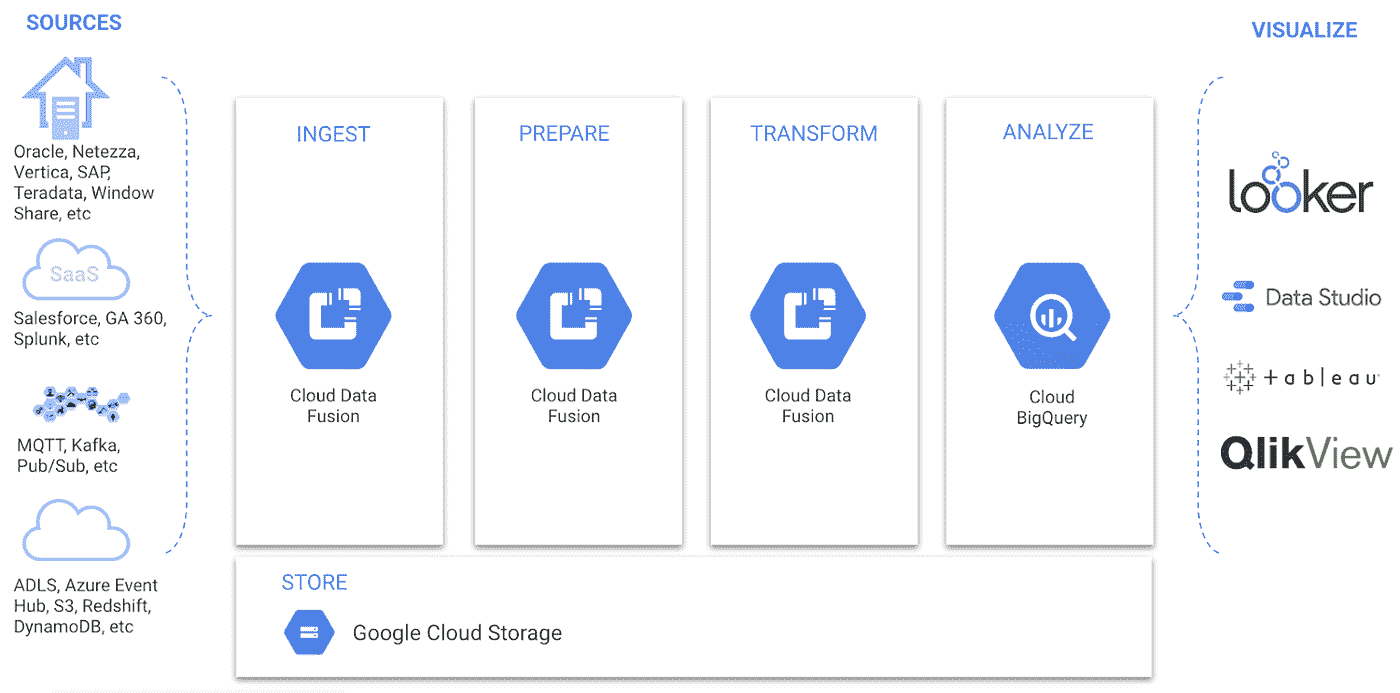 SOURCES
Oracle, Netezza,
Vertica, SAP,
Teradata, Window
Share, etc
SaaS
Salesforce, GA 360,
Splunk, etc
MQTT, Kafka,
Pub/Sub, etc
ADLS, Azure Event
Hub, S3, Redshift,
DynamoDB, etc
INGEST
Cloud Data
Fusion
PREPARE
Cloud Data
Fusion
TRANSFORM
Cloud Data
Fusion
ANALYZE
Cloud
BigQuery
STORE
Google Cloud Storage
VISUALIZE
looker
Data Studio
+ableau
QlikView